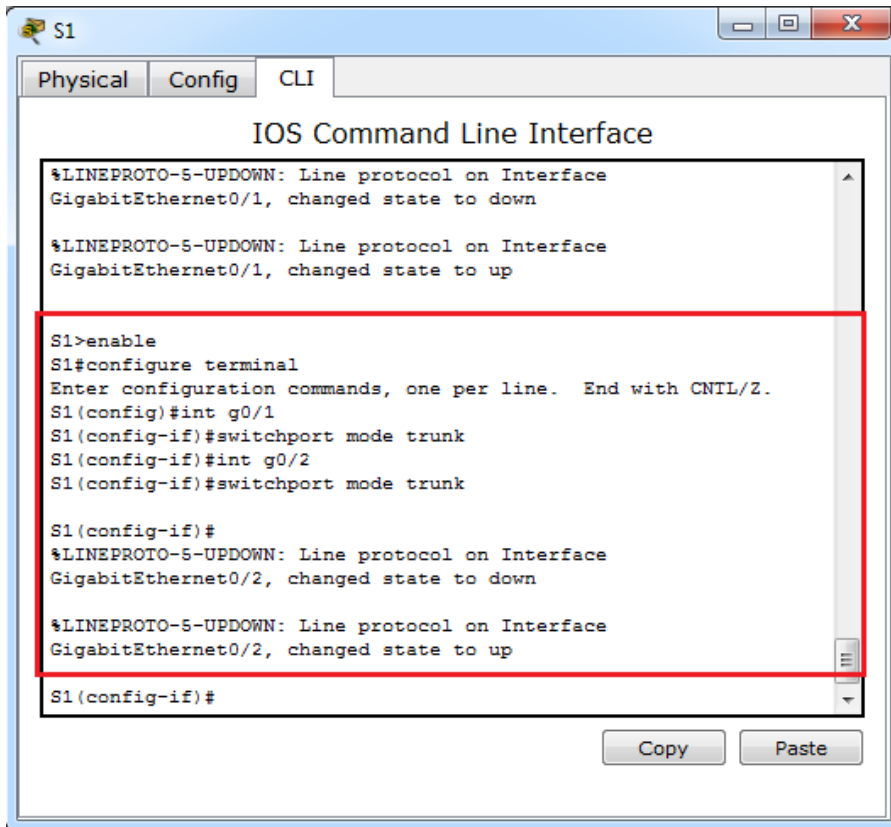 S1
Physical Config CLI
IOS Command Line Interface
%LINEPROTO-5-UPDOWN: Line protocol on Interface
GigabitEthernet0/1, changed state to down
%LINEPROTO-5-UPDOWN: Line protocol on Interface
GigabitEthernet0/1, changed state to up
S1>enable
S1#configure terminal
Enter configuration commands, one per line.  End with CNTL/Z.
S1(config)#int g0/1
S1(config-if)#switchport mode trunk
S1(config-if)#int g0/2
S1(config-if)#switchport mode trunk
S1(config-if)#
%LINEPROTO-5-UPDOWN: Line protocol on Interface
GigabitEthernet0/2, changed state to down
%LINEPROTO-5-UPDOWN: Line protocol on Interface
GigabitEthernet0/2, changed state to up
S1(config-if)#
Copy Paste